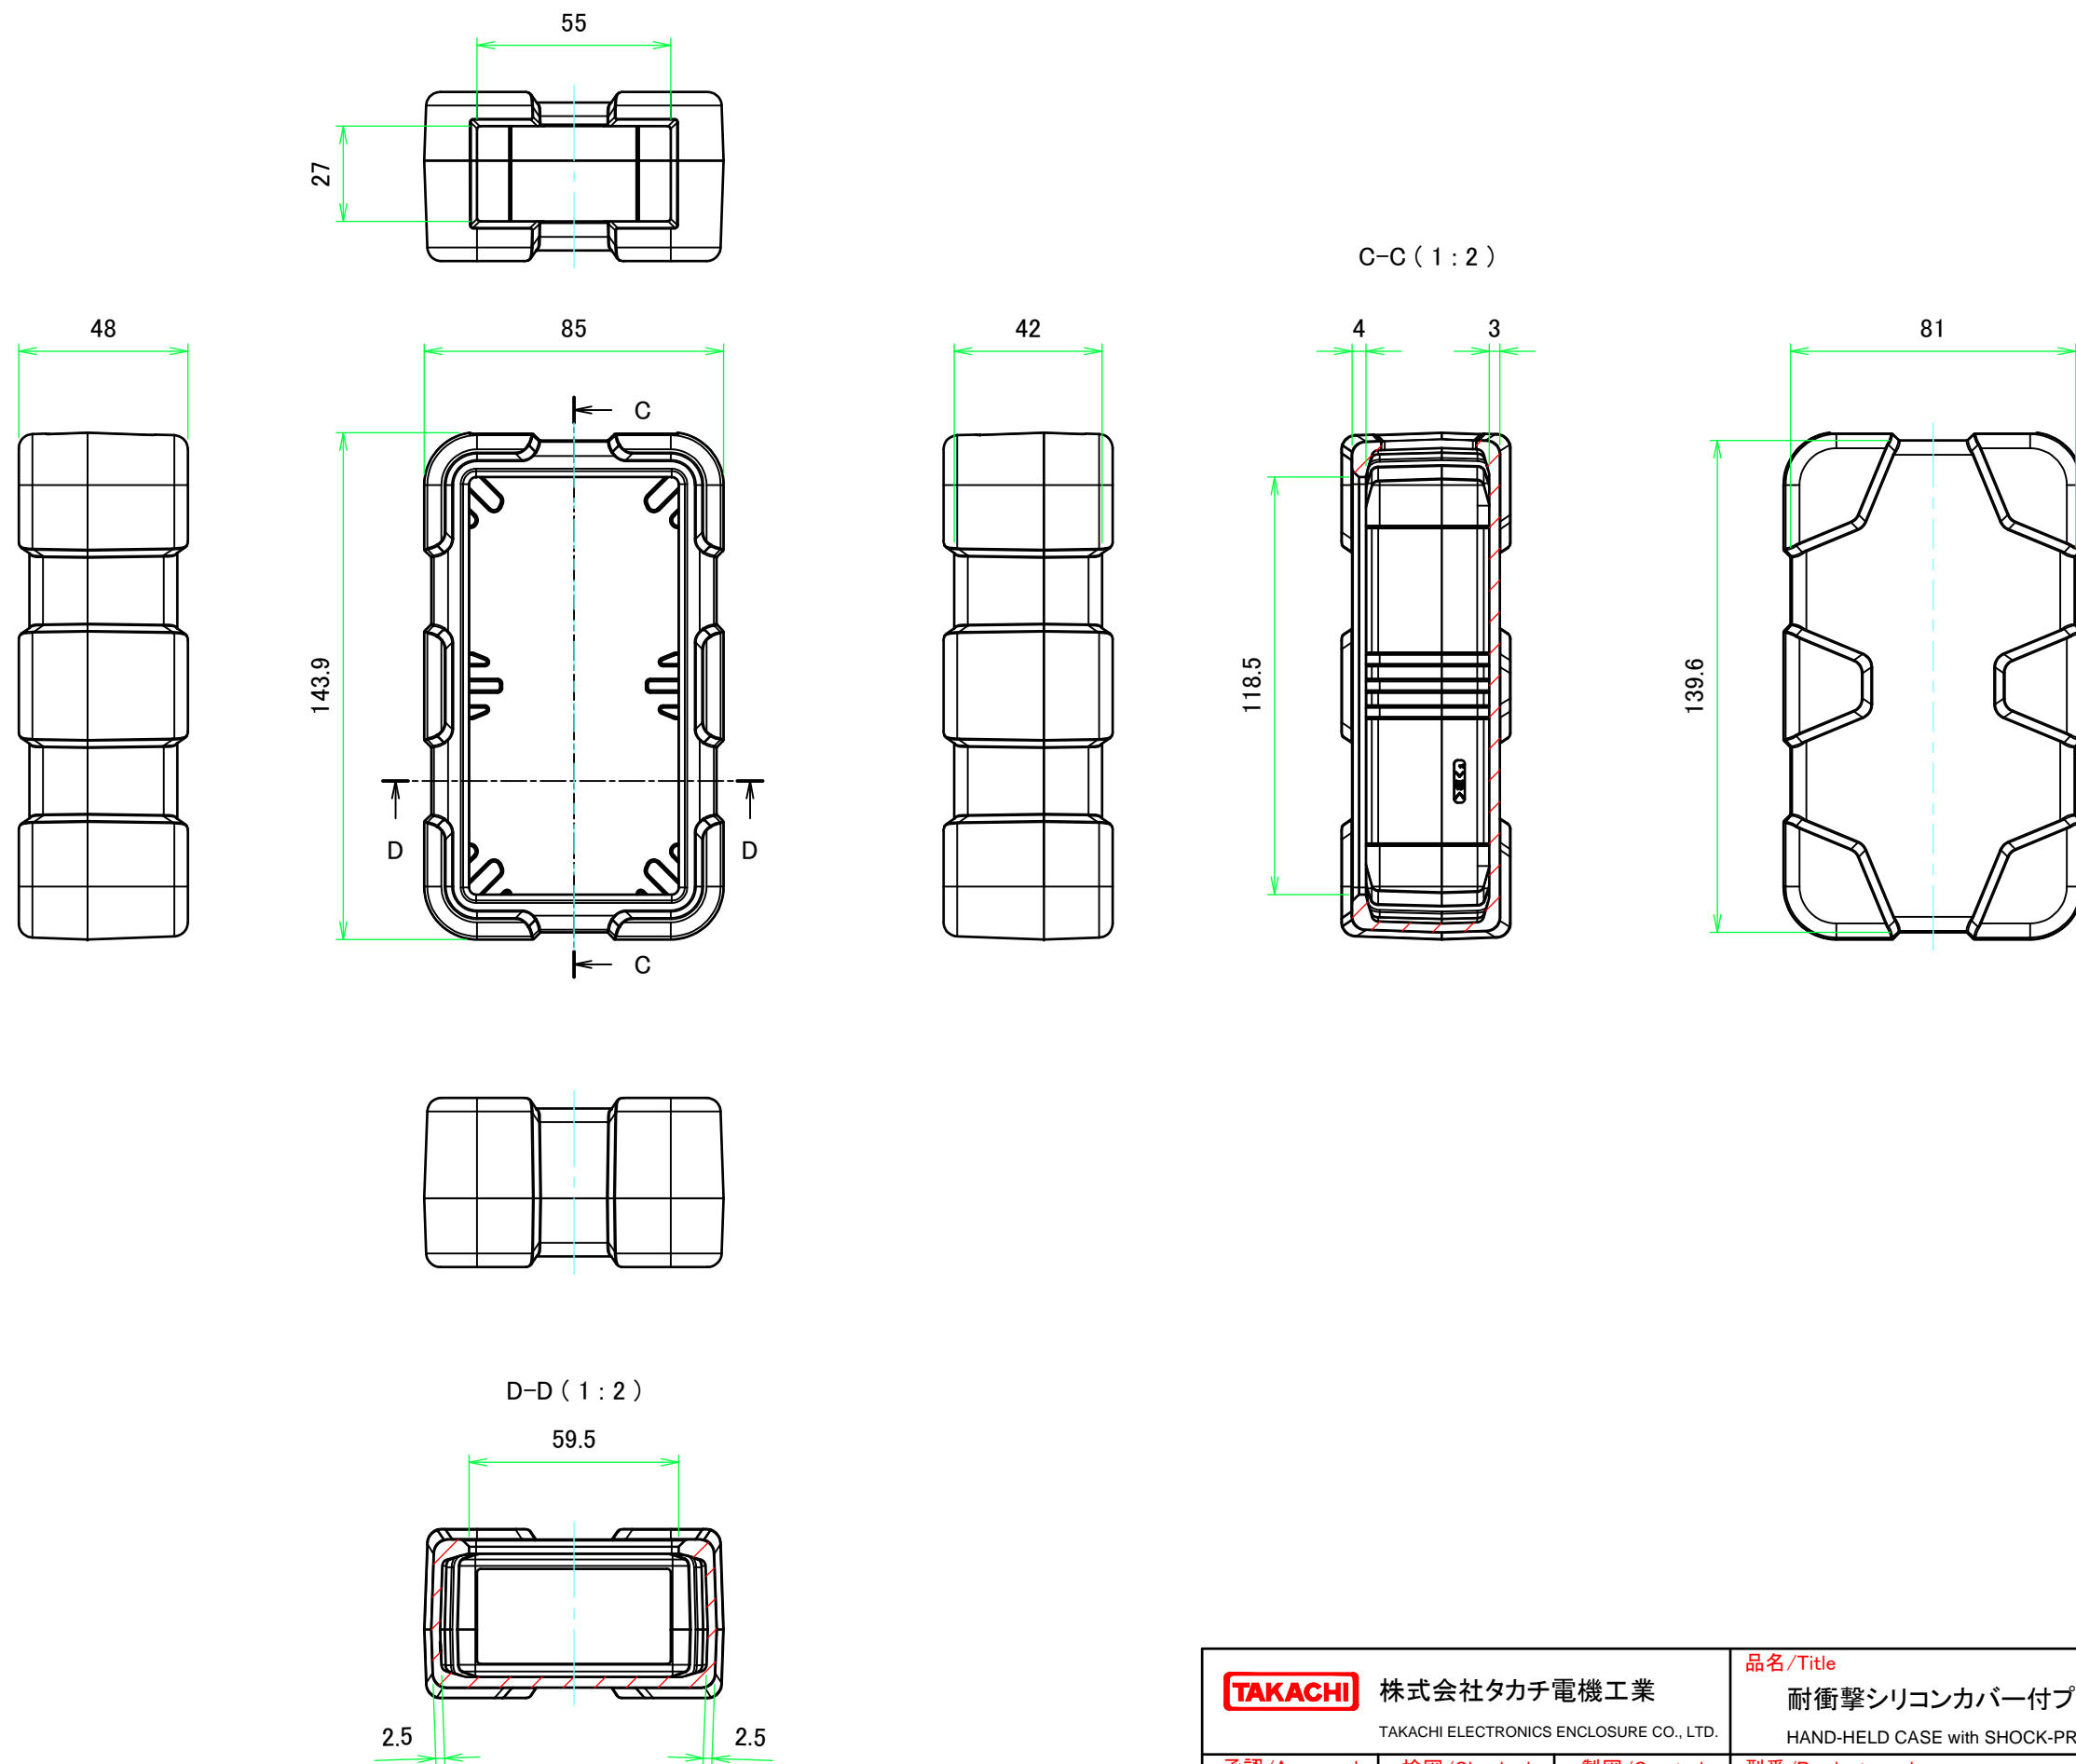 55
27
C-C ( 1 : 2 )
48
85
42
4
3
81
C
143.9
118.5
139.6
D
D
C
D-D ( 1 : 2 )
59.5
2.5
2.5
TAKACHI
株式会社タカチ電機工業
TAKACHI ELECTRONICS ENCLOSURE CO., LTD.
品名/Title
耐衝撃シリコンカバー付プ
HAND-HELD CASE with SHOCK-PR